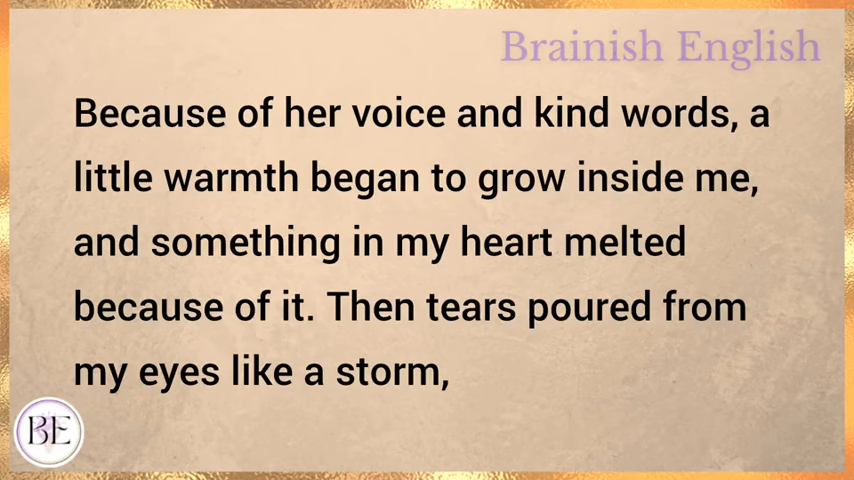 Brainish English
Because of her voice and kind words, a
little warmth began to grow inside me,
and something in my heart melted
because of it. Then tears poured from
my eyes like a storm,
BE